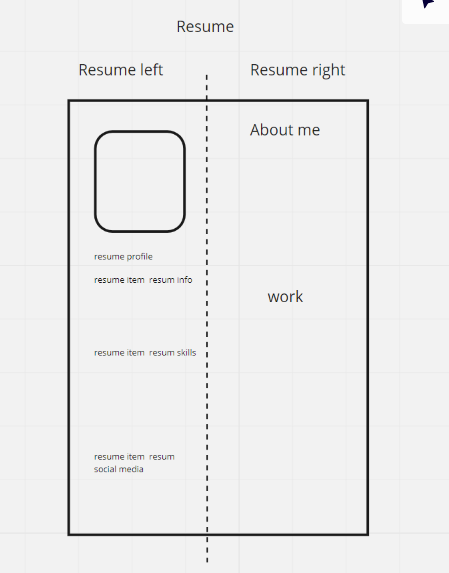 Resume
Resume left
Resume right
About me
resume profile
resume item  resum info
work
resume item  resum skills
resume item  resum
social media